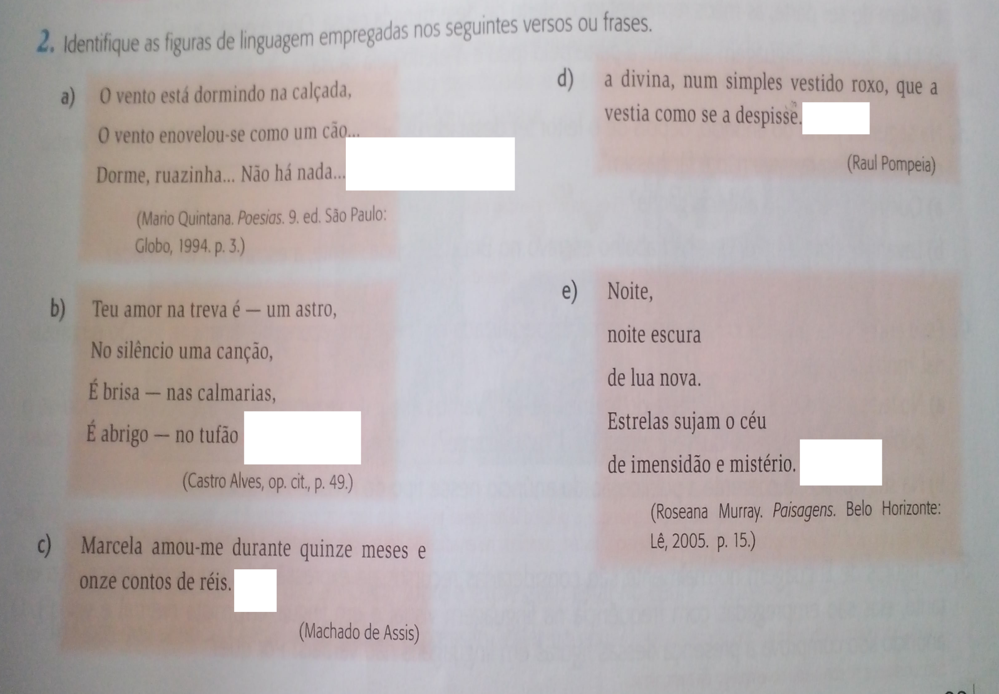 2. Identifique as figuras de linguagem empregadas nos seguintes versos ou frases.
a) O vento está dormindo na calçada,
O vento enovelou-se como um cão...
Dorme, ruazinha... Não há nada...
(Mario Quintana. Poesias. 9. ed. São Paulo:
Globo, 1994. p. 3.)
b) Teu amor na treva é — um astro,
No silêncio uma canção,
É brisa — nas calmarias,
É abrigo — no tufão
(Castro Alves, op. cit., p. 49.)
c) Marcela amou-me durante quinze meses e
onze contos de réis.
(Machado de Assis)
d) a divina, num simples vestido roxo, que a
vestia como se a despisse.
(Raul Pompeia)
e) Noite,
noite escura
de lua nova.
Estrelas sujam o céu
de imensidão e mistério.
(Roseana Murray. Paisagens. Belo Horizonte:
Lê, 2005. p. 15.)